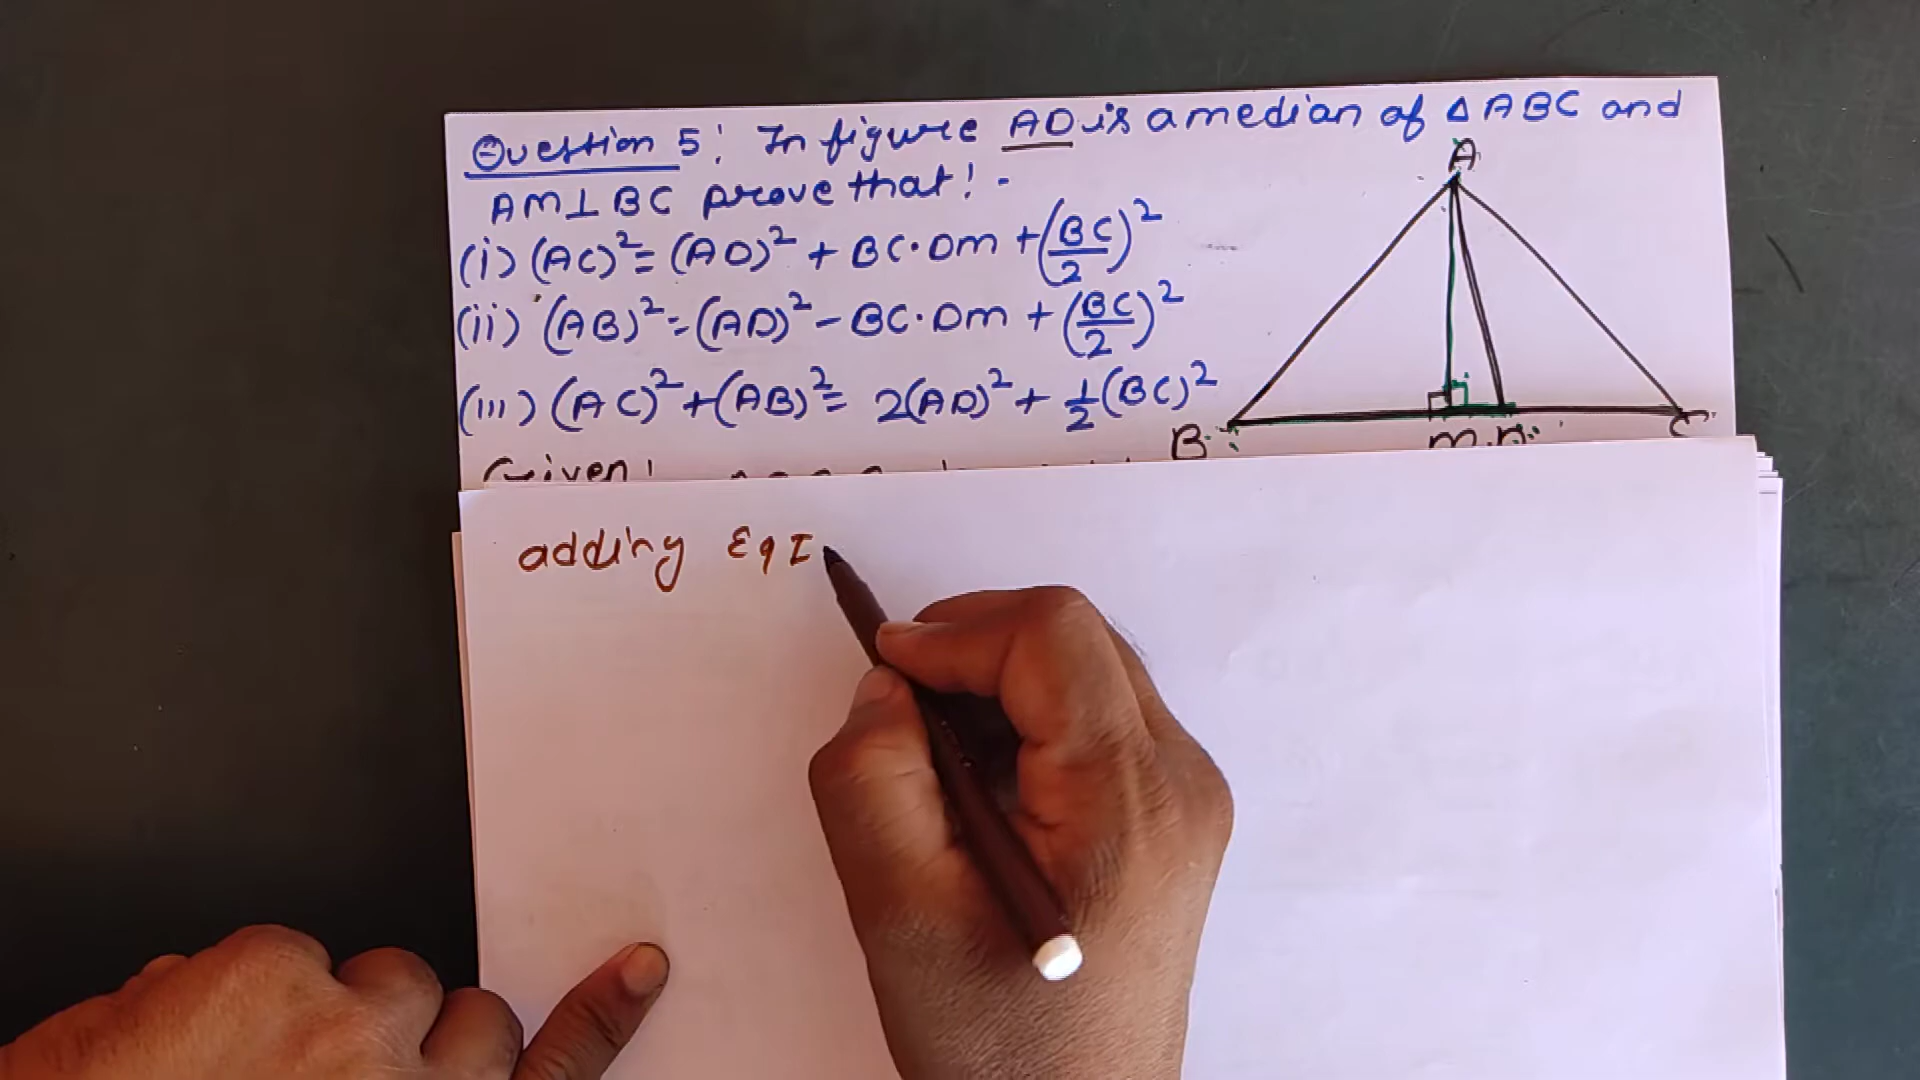 Question 5: In figure AD is a median of △ ABC and
AM⊥BC prove that! -
(i) (AC)²= (AD)² + BC·Dm +(BC/2)²
(ii) (AB)²= (AD)² - BC·Dm + (BC/2)²
(iii) (AC)²+(AB)²= 2(AD)² + 1/2(BC)²
A
B
m
D
C
Given!
adding Eq I